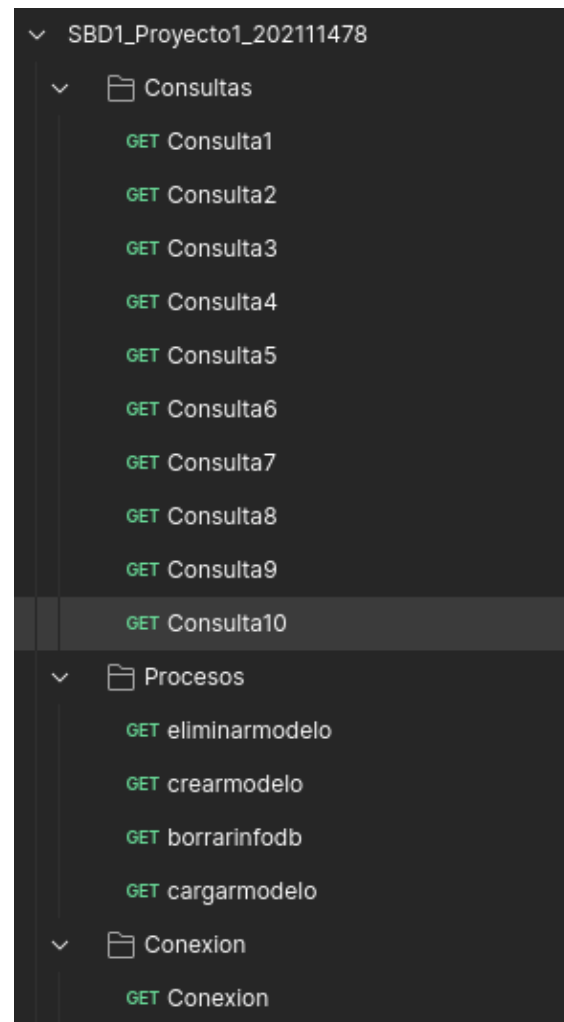 SBD1_Proyecto1_202111478
Consultas
GET Consulta1
GET Consulta2
GET Consulta3
GET Consulta4
GET Consulta5
GET Consulta6
GET Consulta7
GET Consulta8
GET Consulta9
GET Consulta10
Procesos
GET eliminarmodelo
GET crearmodelo
GET borrarinfodb
GET cargarmodelo
Conexion
GET Conexion